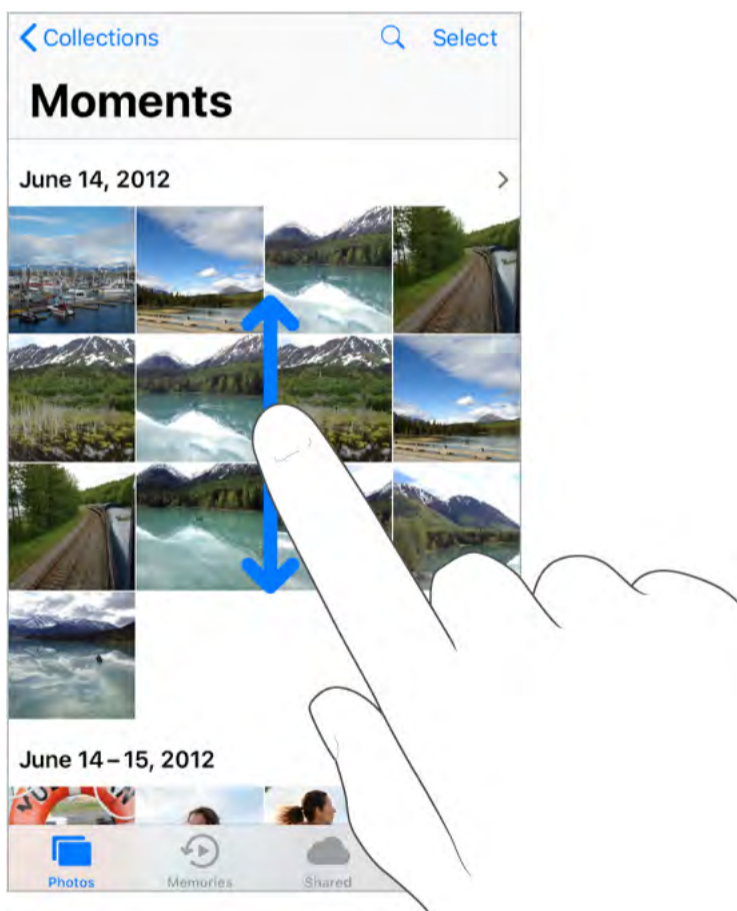 Collections Select
Moments
June 14, 2012
June 14–15, 2012
Photos Memories Shared